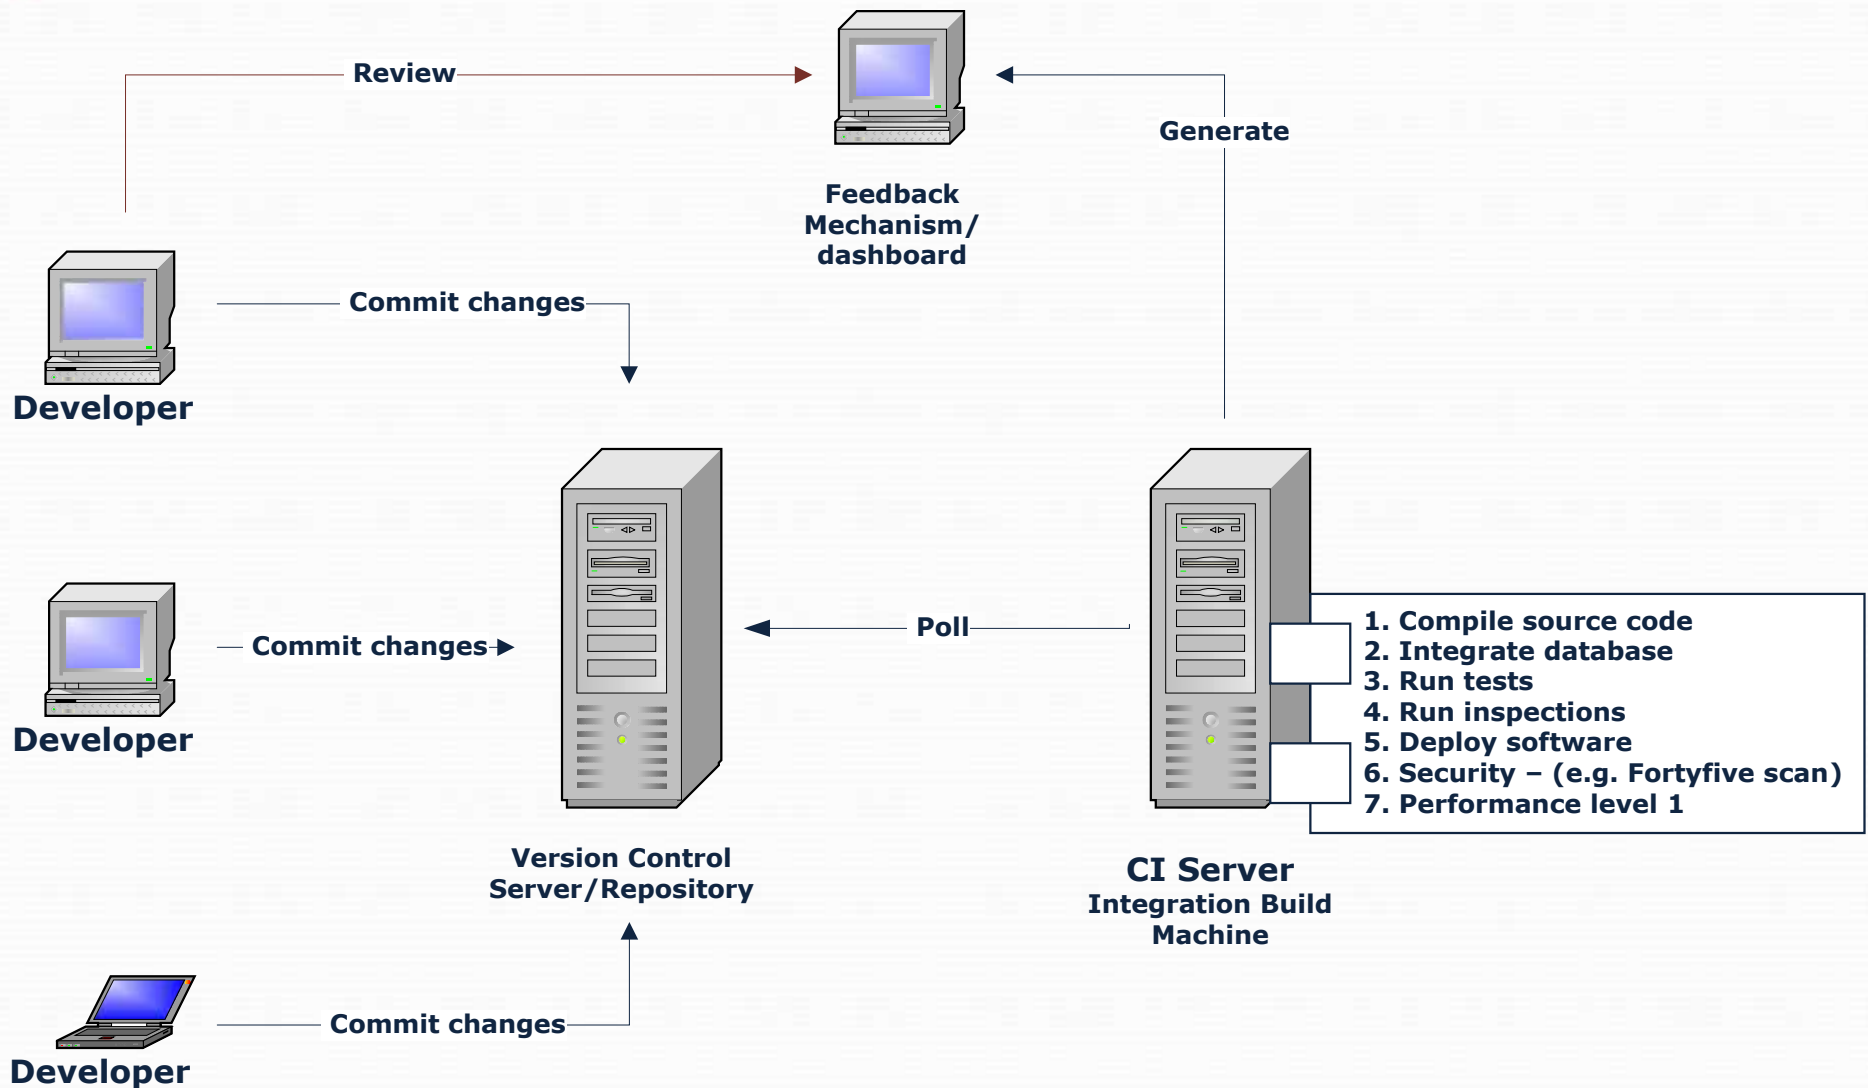 Review
Generate
Feedback
Mechanism/
dashboard
Commit changes
Developer
Commit changes
Developer
Poll
1. Compile source code
2. Integrate database
3. Run tests
4. Run inspections
5. Deploy software
6. Security – (e.g. Fortyfive scan)
7. Performance level 1
Version Control
Server/Repository
CI Server
Integration Build
Machine
Commit changes
Developer